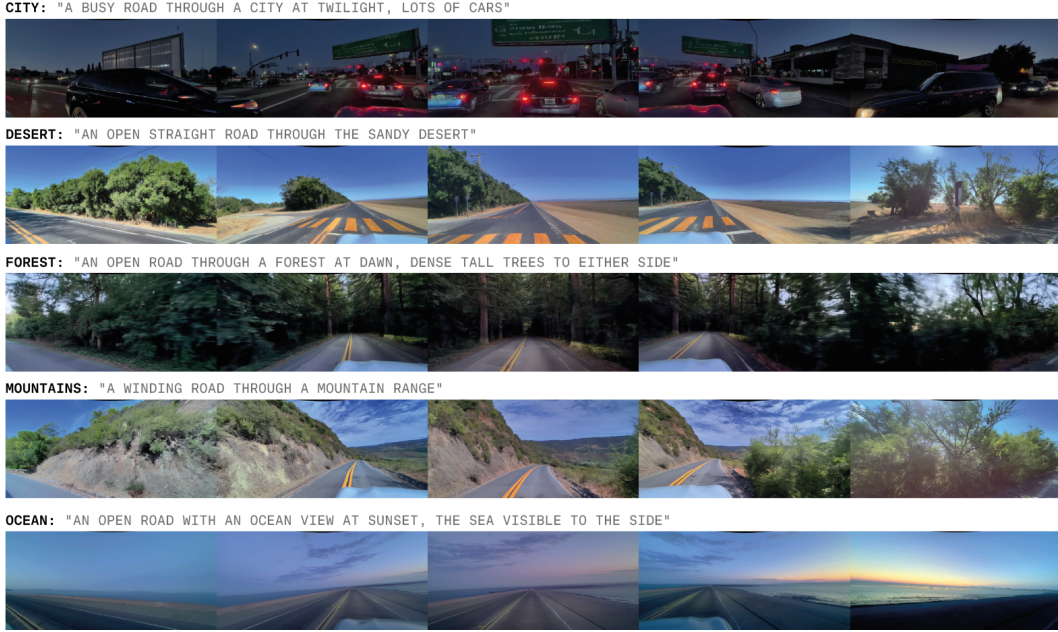 CITY: "A BUSY ROAD THROUGH A CITY AT TWILIGHT, LOTS OF CARS"
DESERT: "AN OPEN STRAIGHT ROAD THROUGH THE SANDY DESERT"
FOREST: "AN OPEN ROAD THROUGH A FOREST AT DAWN, DENSE TALL TREES TO EITHER SIDE"
MOUNTAINS: "A WINDING ROAD THROUGH A MOUNTAIN RANGE"
OCEAN: "AN OPEN ROAD WITH AN OCEAN VIEW AT SUNSET, THE SEA VISIBLE TO THE SIDE"